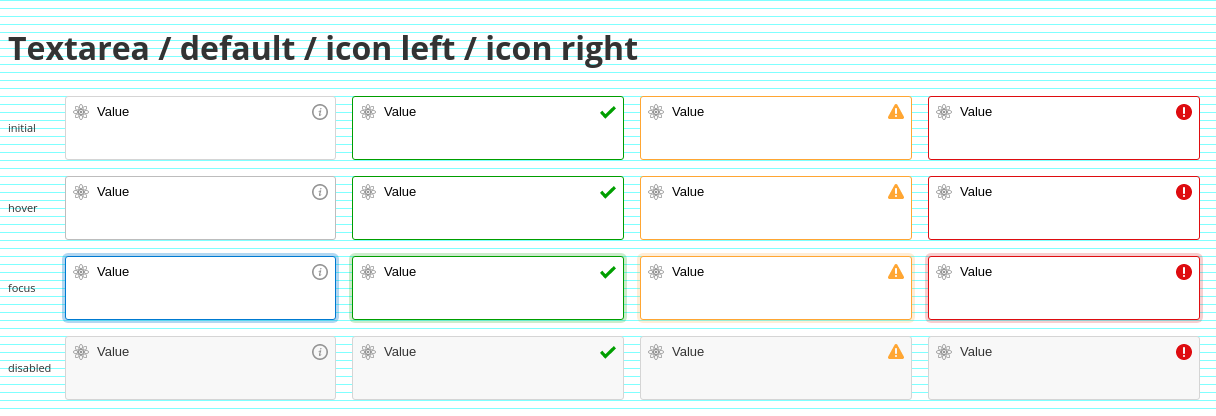 Textarea / default / icon left / icon right
initial Value Value Value Value
hover Value Value Value Value
focus Value Value Value Value
disabled Value Value Value Value